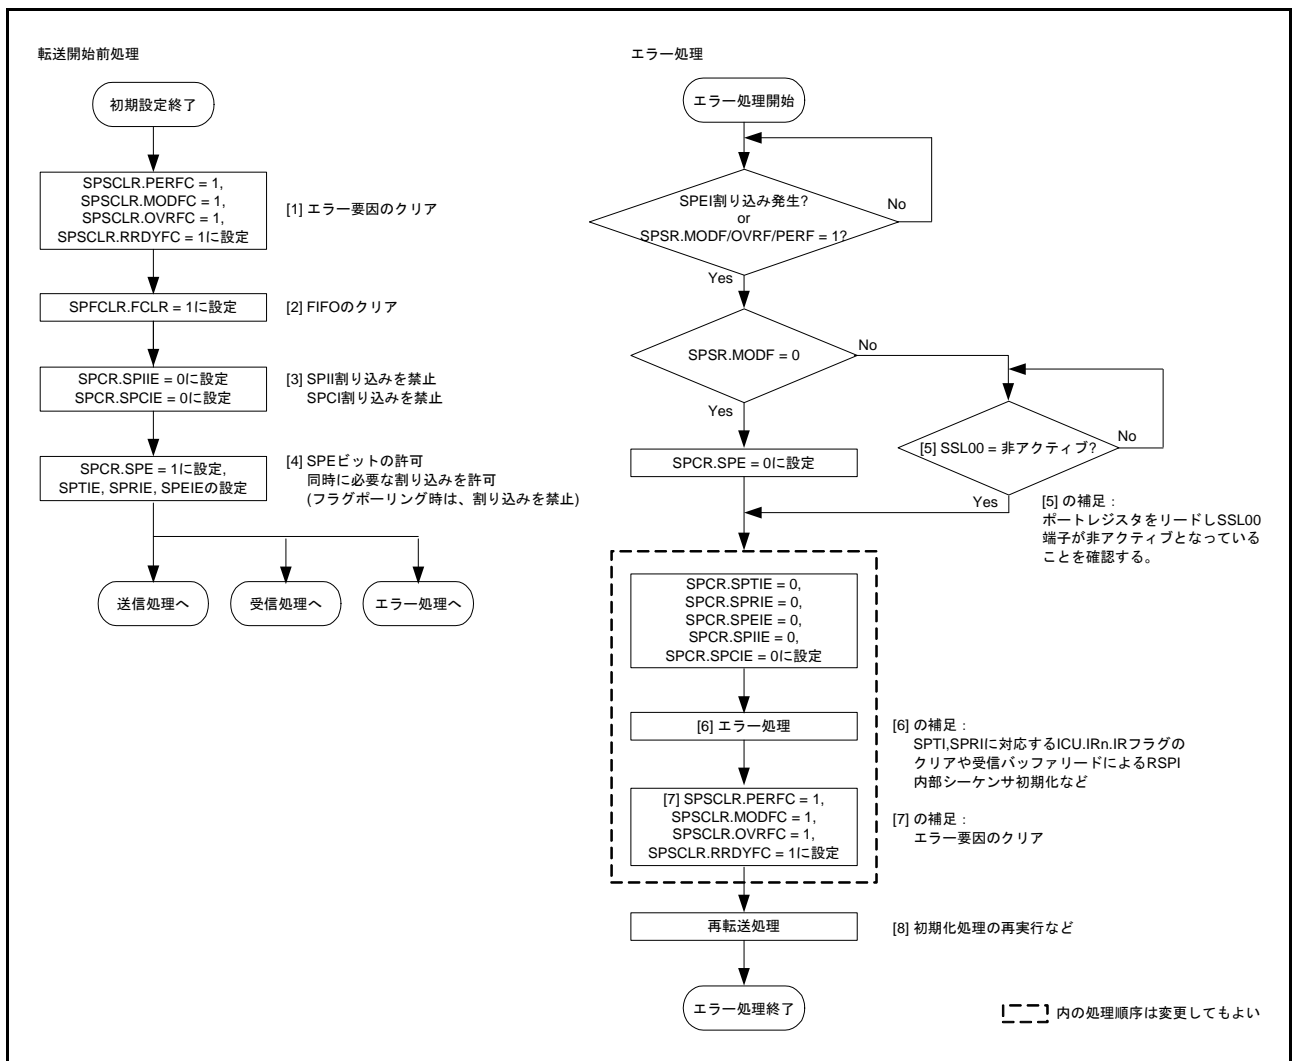 転送開始前処理
初期設定終了
SPSCLR.PERFC = 1,
SPSCLR.MODFC = 1,
SPSCLR.OVRFC = 1,
SPSCLR.RRDYFC = 1に設定
[1] エラー要因のクリア
SPFCLR.FCLR = 1に設定
[2] FIFOのクリア
SPCR.SPIIE = 0に設定
SPCR.SPCIE = 0に設定
[3] SPII割り込みを禁止
SPCI割り込みを禁止
SPCR.SPE = 1に設定,
SPTIE, SPRIE, SPEIEの設定
[4] SPEビットの許可
同時に必要な割り込みを許可
(フラグポーリング時は、割り込みを禁止)
送信処理へ
受信処理へ
エラー処理へ
エラー処理
エラー処理開始
SPEI割り込み発生?
or
SPSR.MODF/OVRF/PERF = 1?
No
Yes
SPSR.MODF = 0
No
Yes
[5] SSL00 = 非アクティブ?
No
Yes
SPCR.SPE = 0に設定
[5] の補足：
ポートレジスタをリードしSSL00
端子が非アクティブとなっている
ことを確認する。
SPCR.SPTIE = 0,
SPCR.SPRIE = 0,
SPCR.SPEIE = 0,
SPCR.SPIIE = 0,
SPCR.SPCIE = 0に設定
[6] エラー処理
[6] の補足：
SPTI,SPRIに対応するICU.IRn.IRフラグの
クリアや受信バッファリードによるRSPI
内部シーケンサ初期化など
[7] SPSCLR.PERFC = 1,
SPSCLR.MODFC = 1,
SPSCLR.OVRFC = 1,
SPSCLR.RRDYFC = 1に設定
[7] の補足：
エラー要因のクリア
再転送処理
[8] 初期化処理の再実行など
エラー処理終了
内の処理順序は変更してもよい